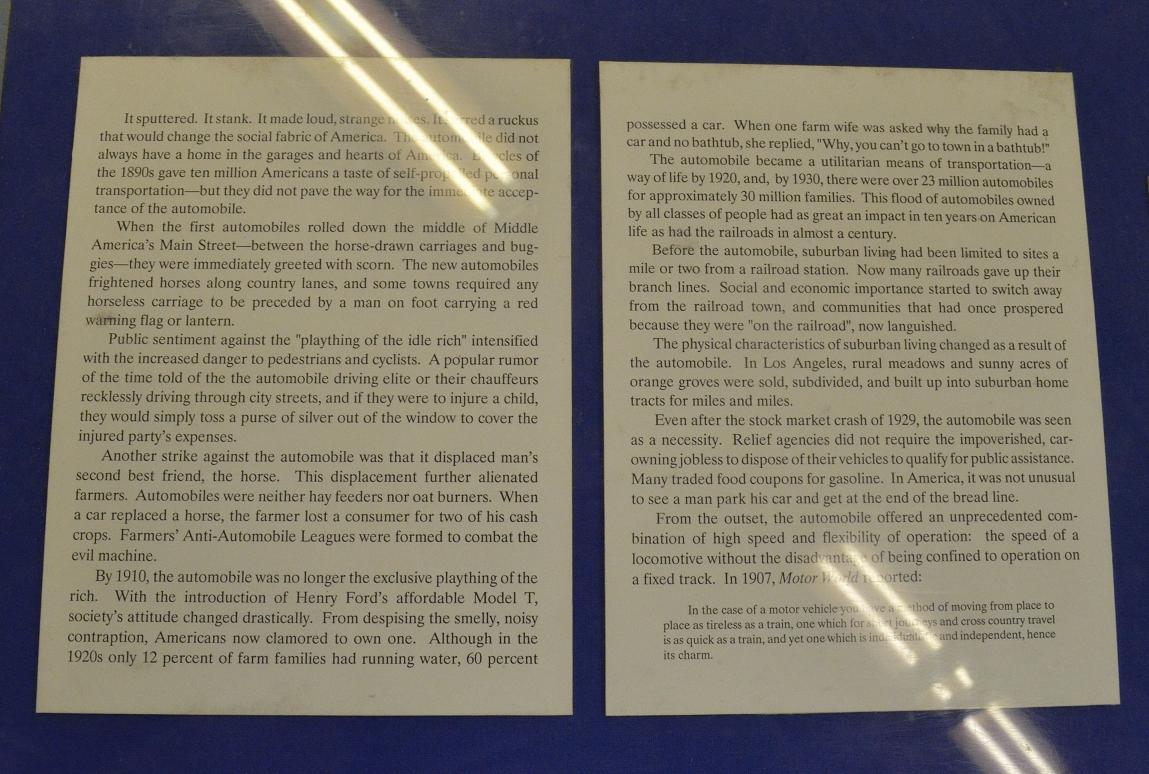 It sputtered. It stank. It made loud, strange It a ruckus
that would change the social fabric of America. The did not
always have a home in the garages and hearts of America. of
the 1890s gave ten million Americans a taste of self-propelled personal
transportation—but they did not pave the way for the immediate accep-
tance of the automobile.
When the first automobiles rolled down the middle of Middle
America's Main Street—between the horse-drawn carriages and bug-
gies—they were immediately greeted with scorn. The new automobiles
frightened horses along country lanes, and some towns required any
horseless carriage to be preceded by a man on foot carrying a red
warning flag or lantern.
Public sentiment against the "plaything of the idle rich" intensified
with the increased danger to pedestrians and cyclists. A popular rumor
of the time told of the the automobile driving elite or their chauffeurs
recklessly driving through city streets, and if they were to injure a child,
they would simply toss a purse of silver out of the window to cover the
injured party's expenses.
Another strike against the automobile was that it displaced man's
second best friend, the horse. This displacement further alienated
farmers. Automobiles were neither hay feeders nor oat burners. When
a car replaced a horse, the farmer lost a consumer for two of his cash
crops. Farmers' Anti-Automobile Leagues were formed to combat the
evil machine.
By 1910, the automobile was no longer the exclusive plaything of the
rich. With the introduction of Henry Ford's affordable Model T,
society's attitude changed drastically. From despising the smelly, noisy
contraption, Americans now clamored to own one. Although in the
1920s only 12 percent of farm families had running water, 60 percent
possessed a car. When one farm wife was asked why the family had a
car and no bathtub, she replied, "Why, you can't go to town in a bathtub!"
The automobile became a utilitarian means of transportation—a
way of life by 1920, and, by 1930, there were over 23 million automobiles
for approximately 30 million families. This flood of automobiles owned
by all classes of people had as great an impact in ten years on American
life as had the railroads in almost a century.
Before the automobile, suburban living had been limited to sites a
mile or two from a railroad station. Now many railroads gave up their
branch lines. Social and economic importance started to switch away
from the railroad town, and communities that had once prospered
because they were "on the railroad", now languished.
The physical characteristics of suburban living changed as a result of
the automobile. In Los Angeles, rural meadows and sunny acres of
orange groves were sold, subdivided, and built up into suburban home
tracts for miles and miles.
Even after the stock market crash of 1929, the automobile was seen
as a necessity. Relief agencies did not require the impoverished, car-
owning jobless to dispose of their vehicles to qualify for public assistance.
Many traded food coupons for gasoline. In America, it was not unusual
to see a man park his car and get at the end of the bread line.
From the outset, the automobile offered an unprecedented com-
bination of high speed and flexibility of operation: the speed of a
locomotive without the disadvantage of being confined to operation on
a fixed track. In 1907, Motor World reported:
In the case of a motor vehicle you have a method of moving from place to
place as tireless as a train, one which for short journeys and cross country travel
is as quick as a train, and yet one which is and independent, hence
its charm.